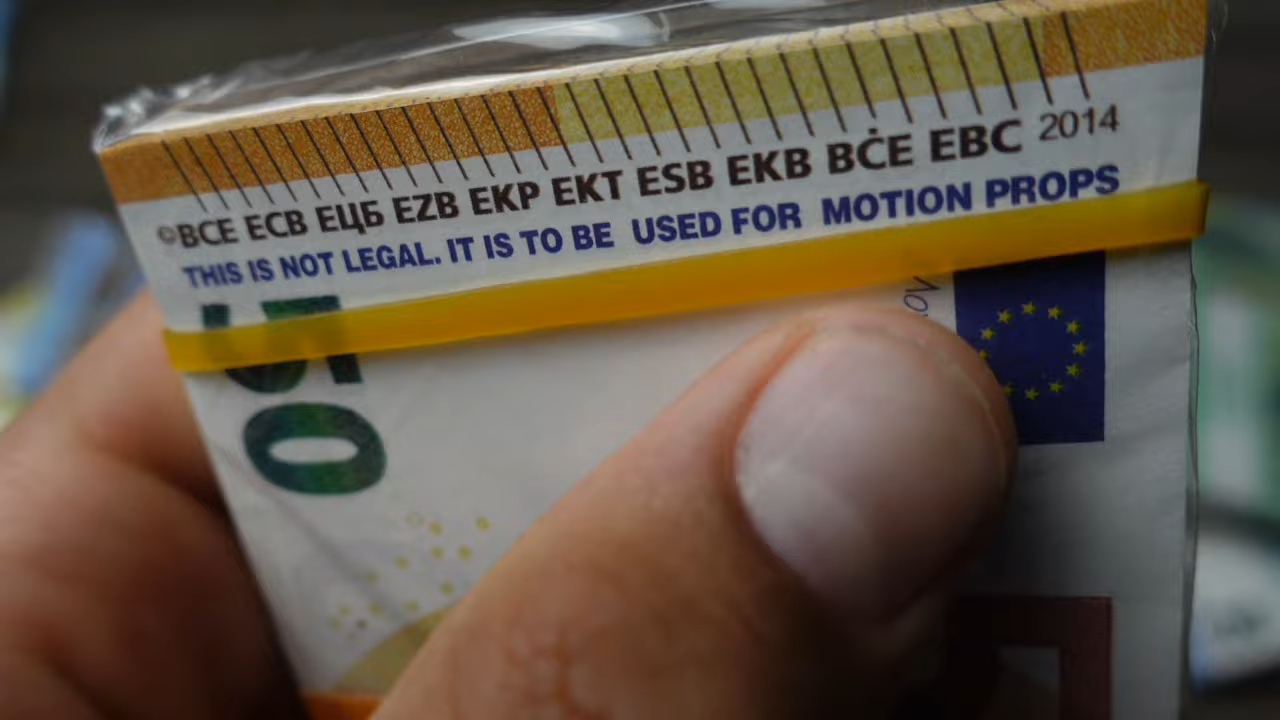 ©BCE ECB ЕЦБ EZB EKP EKT ESB EKB BĊE EBC 2014
THIS IS NOT LEGAL. IT IS TO BE USED FOR MOTION PROPS
50